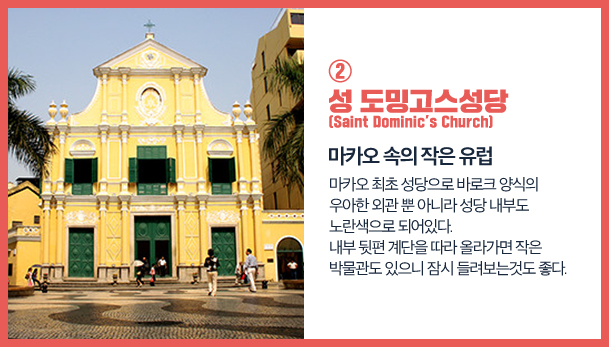 ②
성 도밍고스성당
(Saint Dominic's Church)
마카오 속의 작은 유럽
마카오 최초 성당으로 바로크 양식의
우아한 외관 뿐 아니라 성당 내부도
노란색으로 되어있다.
내부 뒷편 계단을 따라 올라가면 작은
박물관도 있으니 잠시 들려보는것도 좋다.